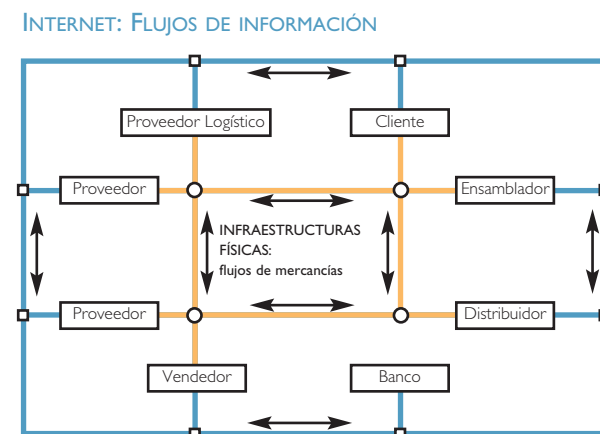 INTERNET: FLUJOS DE INFORMACIÓN
Proveedor Logístico
Cliente
Proveedor
Ensamblador
INFRAESTRUCTURAS
FÍSICAS:
flujos de mercancías
Proveedor
Distribuidor
Vendedor
Banco